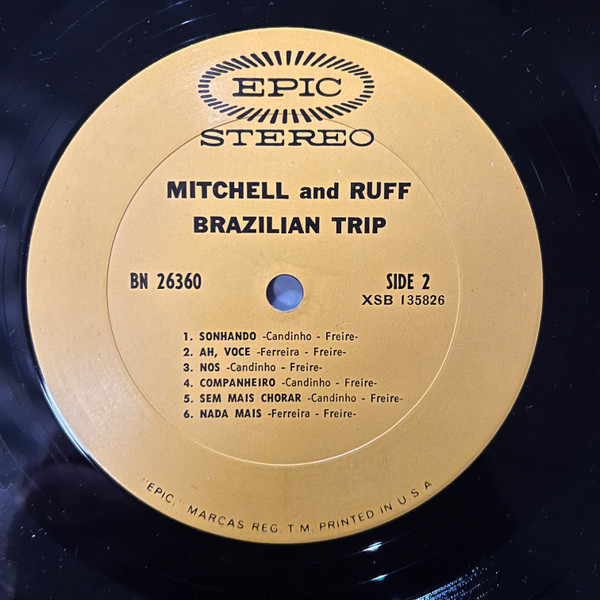 EPIC
STEREO
MITCHELL and RUFF
BRAZILIAN TRIP
BN 26360
SIDE 2
XSB 135826
1. SONHANDO -Candinho - Freire-
2. AH, VOCE -Ferreira - Freire-
3. NOS -Candinho - Freire-
4. COMPANHEIRO -Candinho - Freire-
5. SEM MAIS CHORAR -Candinho - Freire-
6. NADA MAIS -Ferreira - Freire-
"EPIC," MARCAS REG. T.M. PRINTED IN U.S.A.